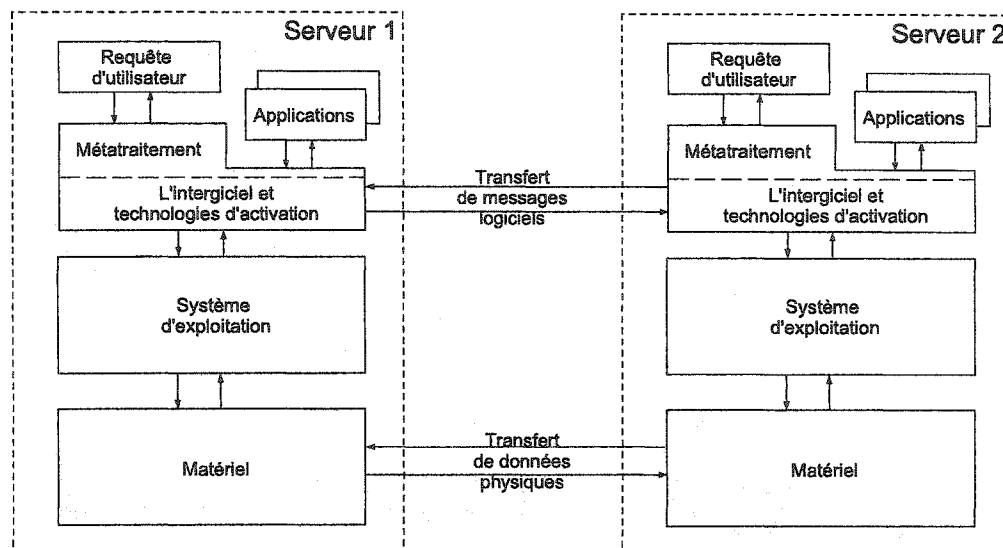 Serveur 1
Requête
d'utilisateur
Applications
Métatraitement
L'intergiciel et
technologies d'activation
Système
d'exploitation
Matériel
Transfert
de messages
logiciels
Transfert
de données
physiques
Serveur 2
Requête
d'utilisateur
Applications
Métatraitement
L'intergiciel et
technologies d'activation
Système
d'exploitation
Matériel